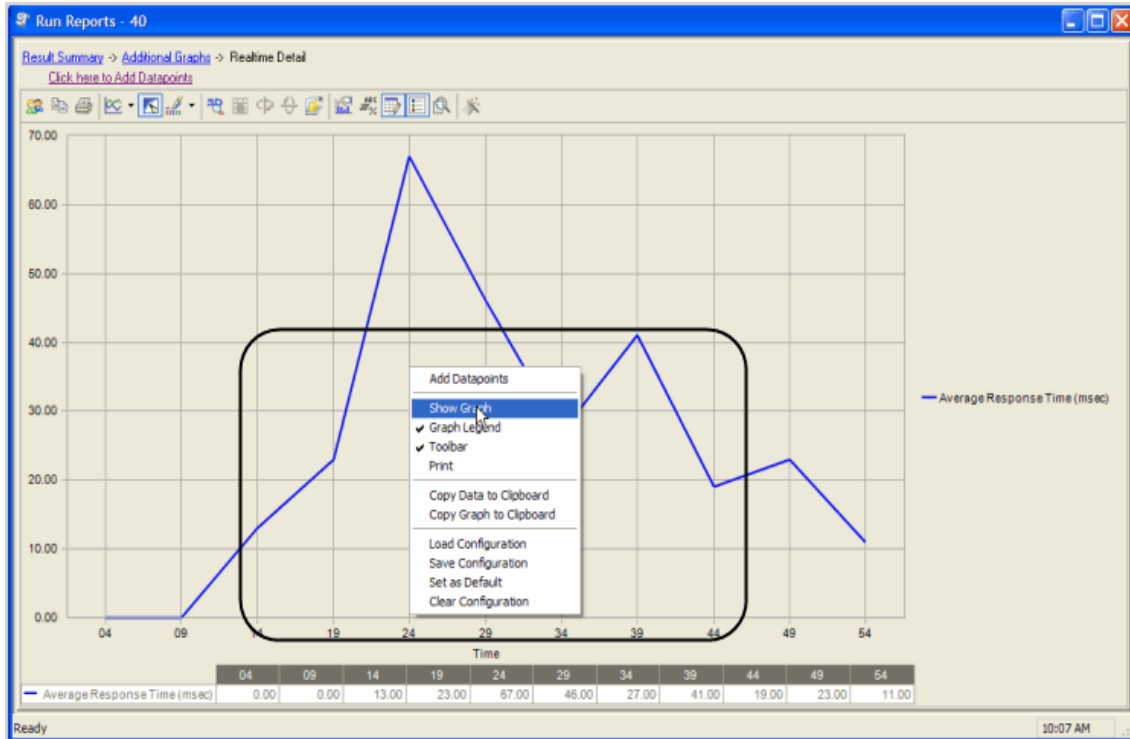 Run Reports - 40
Result Summary -> Additional Graphs -> Realtime Detail
Click here to Add Datapoints
70.00
60.00
50.00
40.00
30.00
20.00
10.00
0.00
Add Datapoints
Show Graph
Graph Legend
Toolbar
Print
Copy Data to Clipboard
Copy Graph to Clipboard
Load Configuration
Save Configuration
Set as Default
Clear Configuration
Average Response Time (msec)
04 09 14 19 24 29 34 39 44 49 54
Time
04 09 14 19 24 29 34 39 44 49 54
Average Response Time (msec) 0.00 0.00 13.00 23.00 67.00 46.00 27.00 41.00 19.00 23.00 11.00
Ready 10:07 AM